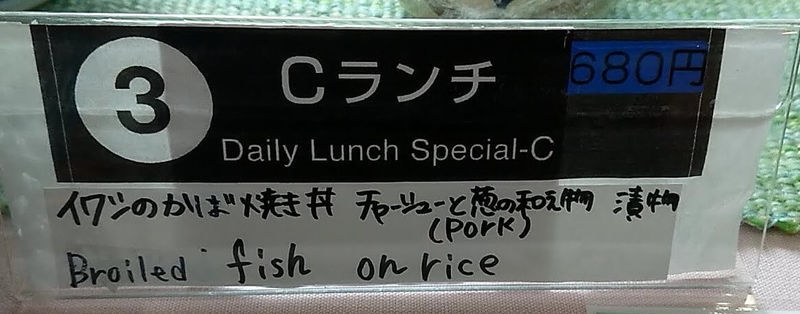 3 Cランチ 680円
Daily Lunch Special-C
イワシのかば焼き丼 チャーシューと葱の和え物 漬物
(pork)
Broiled fish on rice